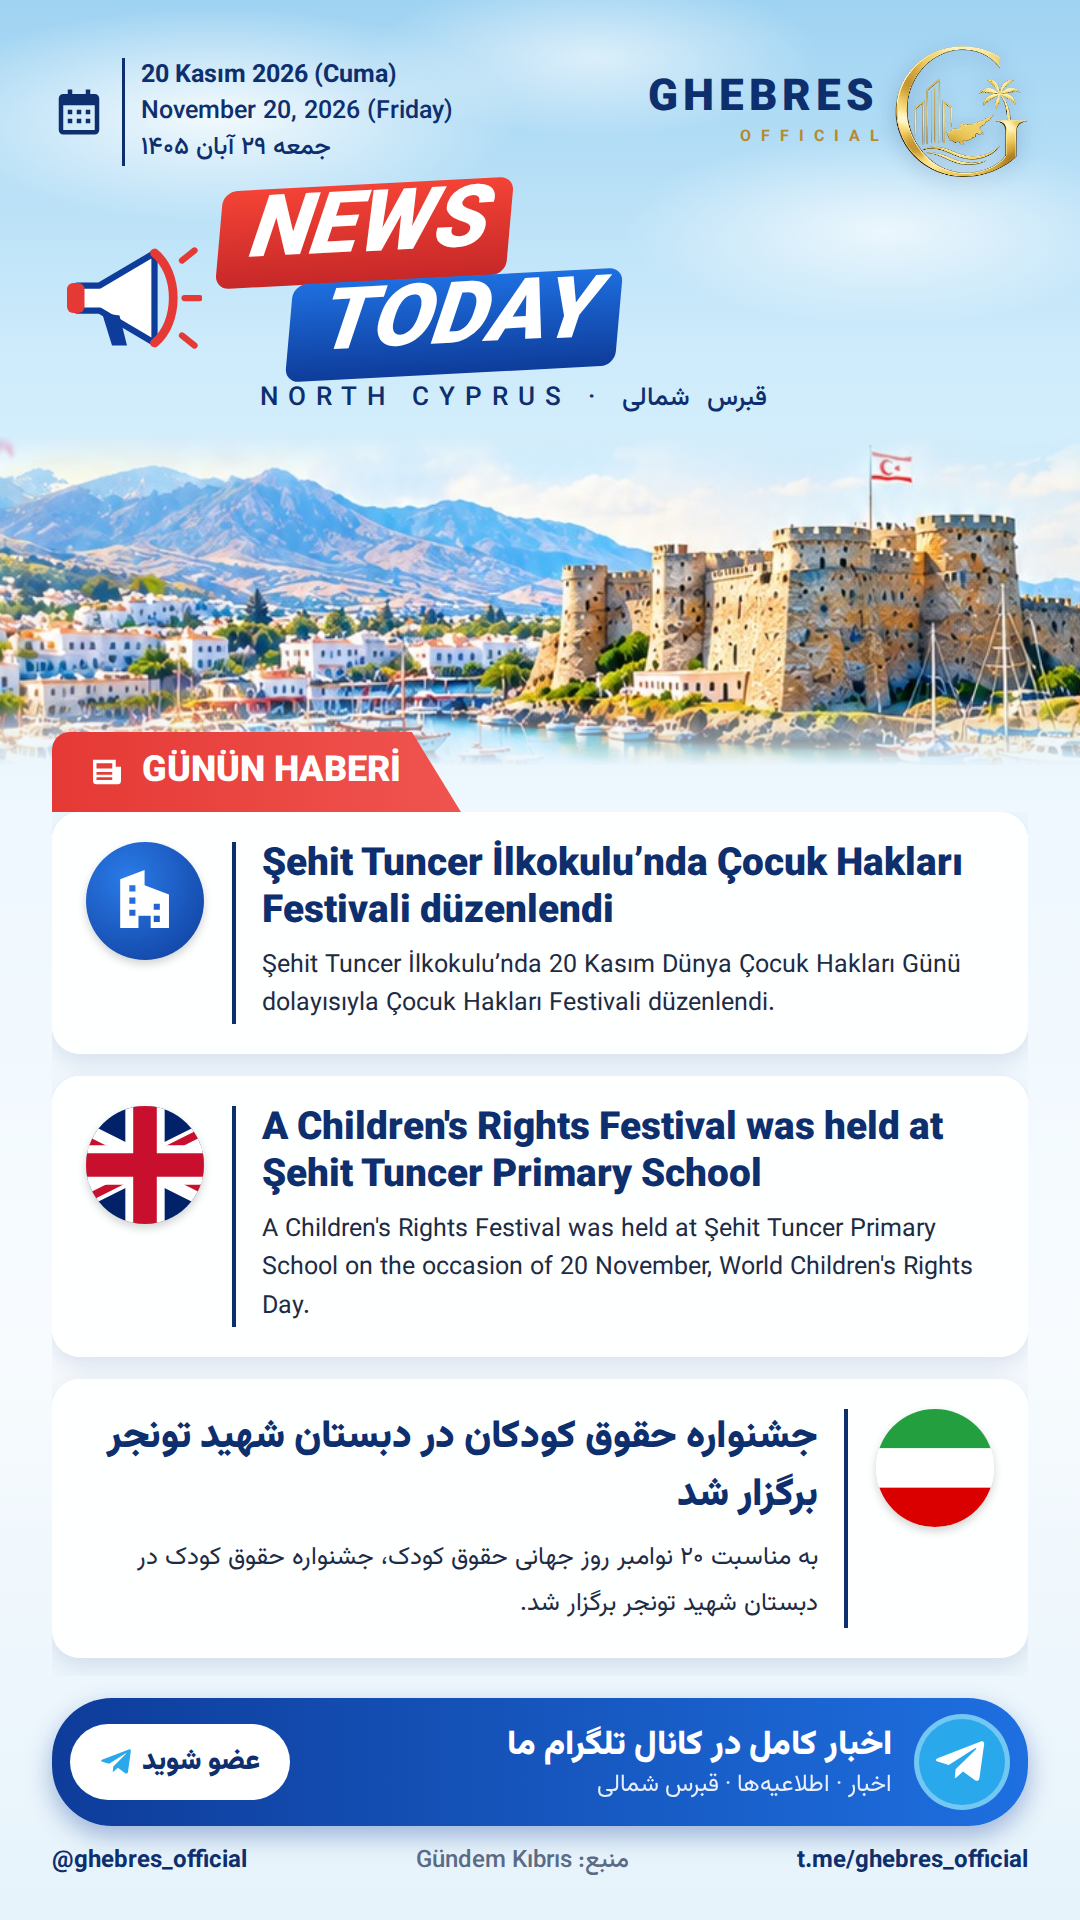 20 Kasım 2026 (Cuma)
November 20, 2026 (Friday)
جمعه ۲۹ آبان ۱۴۰۵
GHEBRES
OFFICIAL
NEWS
TODAY
NORTH CYPRUS · قبرس شمالی
GÜNÜN HABERİ
Şehit Tuncer İlkokulu’nda Çocuk Hakları
Festivali düzenlendi
Şehit Tuncer İlkokulu’nda 20 Kasım Dünya Çocuk Hakları Günü
dolayısıyla Çocuk Hakları Festivali düzenlendi.
A Children's Rights Festival was held at
Şehit Tuncer Primary School
A Children's Rights Festival was held at Şehit Tuncer Primary
School on the occasion of 20 November, World Children's Rights
Day.
جشنواره حقوق کودکان در دبستان شهید تونجر
برگزار شد
به مناسبت ۲۰ نوامبر روز جهانی حقوق کودک، جشنواره حقوق کودک در
دبستان شهید تونجر برگزار شد.
اخبار کامل در کانال تلگرام ما
اخبار · اطلاعیه‌ها · قبرس شمالی
عضو شوید
@ghebres_official
منبع: Gündem Kıbrıs
t.me/ghebres_official